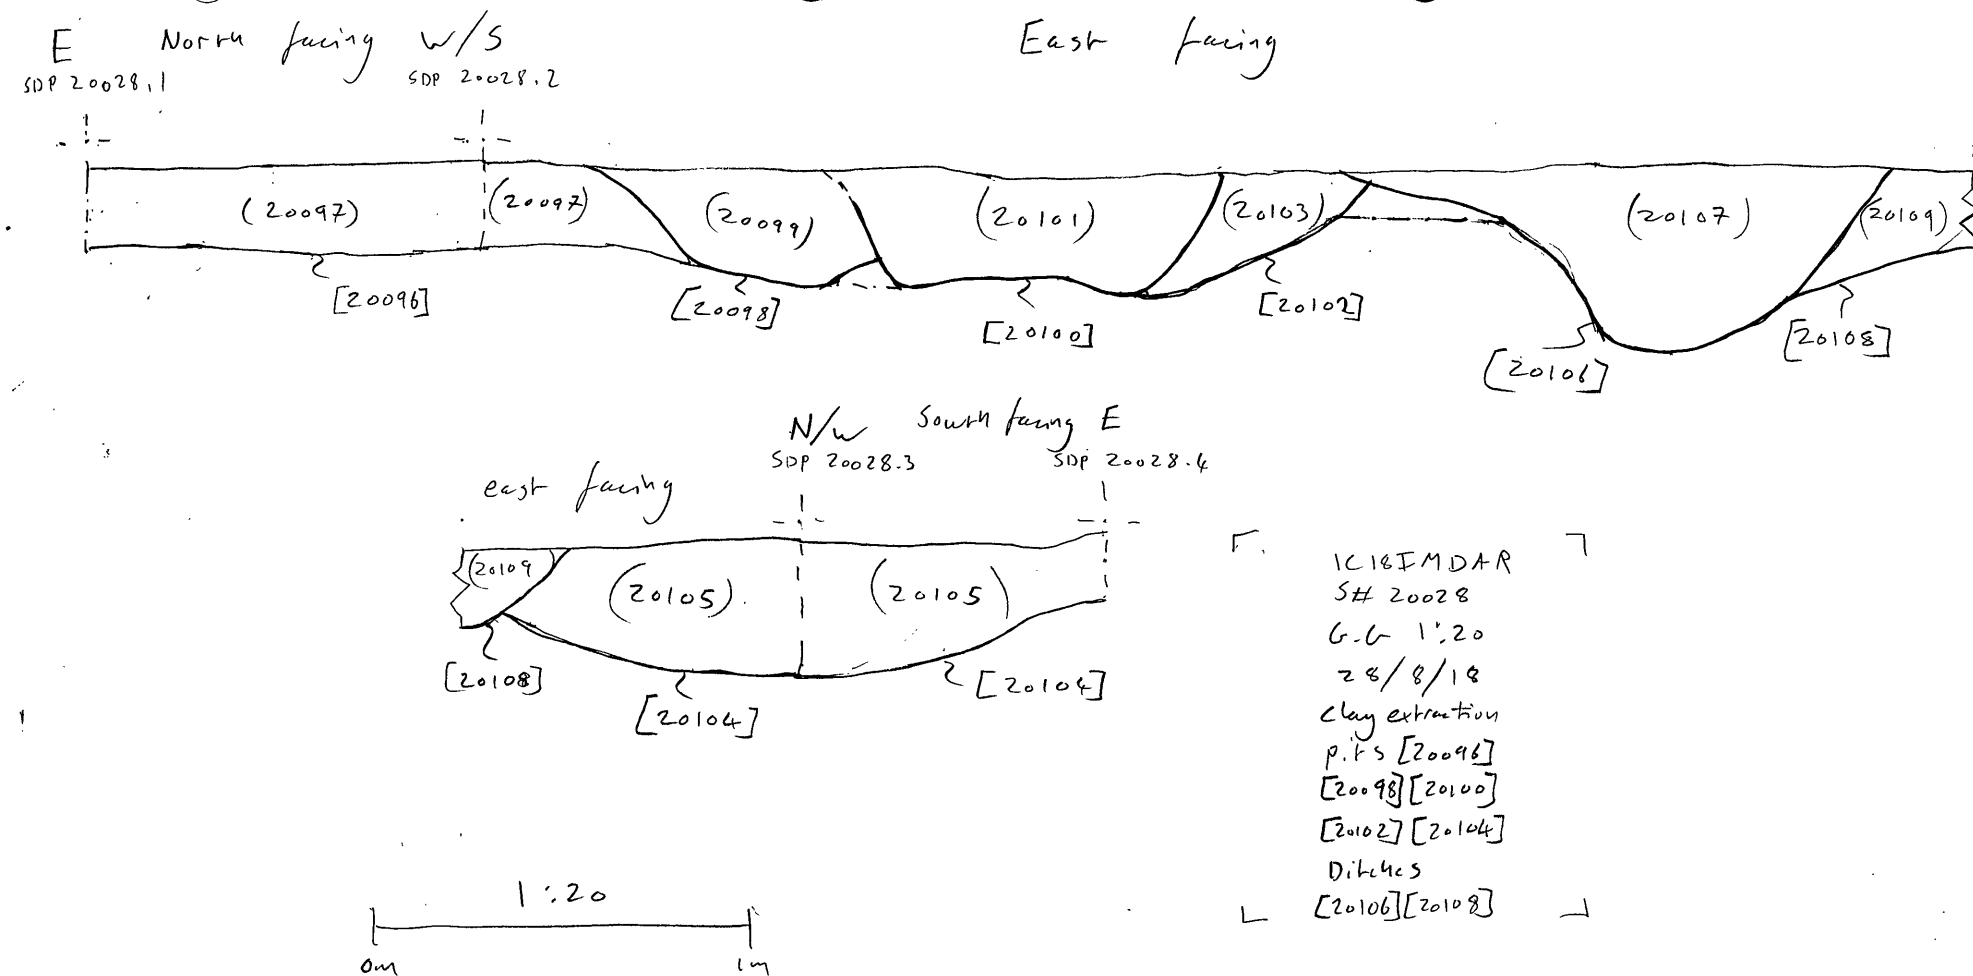 E North facing W/S
SDP 20028.1 SDP 20028.2
East facing
(20097) (20097) (20099) (20101) (20103) (20107) (20109)
[20096] [20098] [20100] [20102] [20106] [20108]
N/W South facing E
SDP 20028.3 SDP 20028.4
east facing
(20109) (20105) (20105)
[20108] [20104] [20104]
1C18IMDAR
S# 20028
G.G 1:20
28/8/18
Clay extraction
pits [20096]
[20098] [20100]
[20102] [20104]
Ditches
[20106] [20108]
1:20
0m 1m